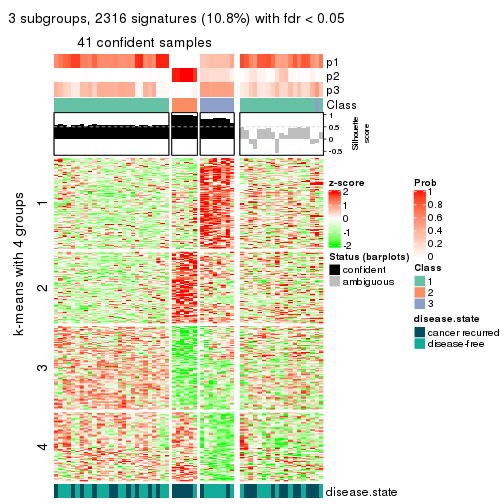 3 subgroups, 2316 signatures (10.8%) with fdr < 0.05
41 confident samples
p1
p2
p3
Class
1
0.5
0
-0.5
Silhouette
score
k-means with 4 groups
1
2
3
4
disease.state
z-score
2
1
0
-1
-2
Status (barplots)
confident
ambiguous
Prob
1
0.8
0.6
0.4
0.2
0
Class
1
2
3
disease.state
cancer recurred
disease-free